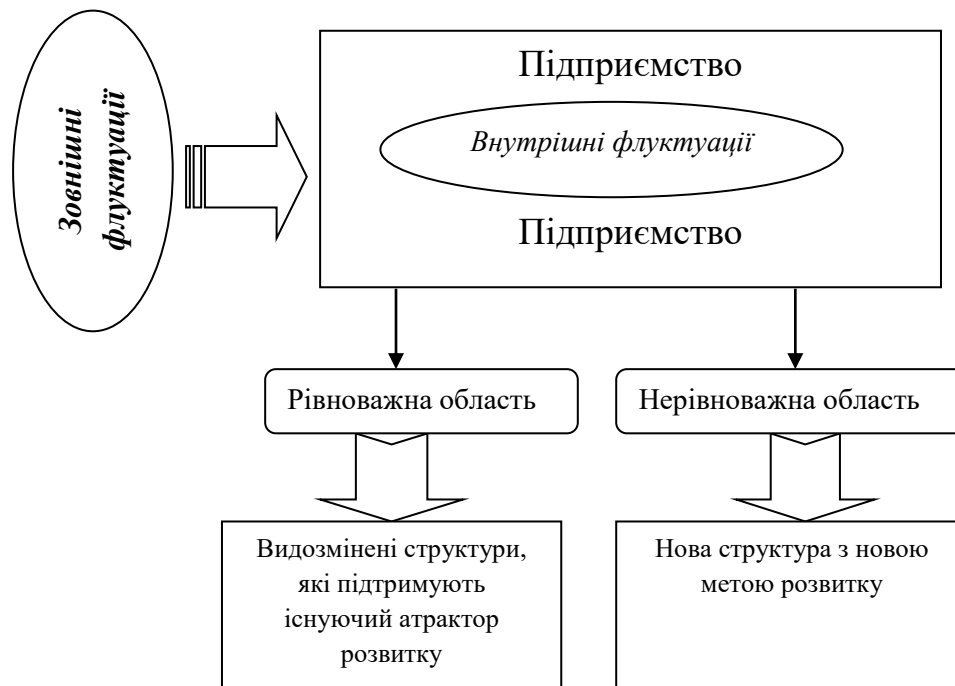 Зовнішні
флуктуації
Підприємство
Внутрішні флуктуації
Підприємство
Рівноважна область
Нерівноважна область
Видозмінені структури,
які підтримують
існуючий атрактор
розвитку
Нова структура з новою
метою розвитку